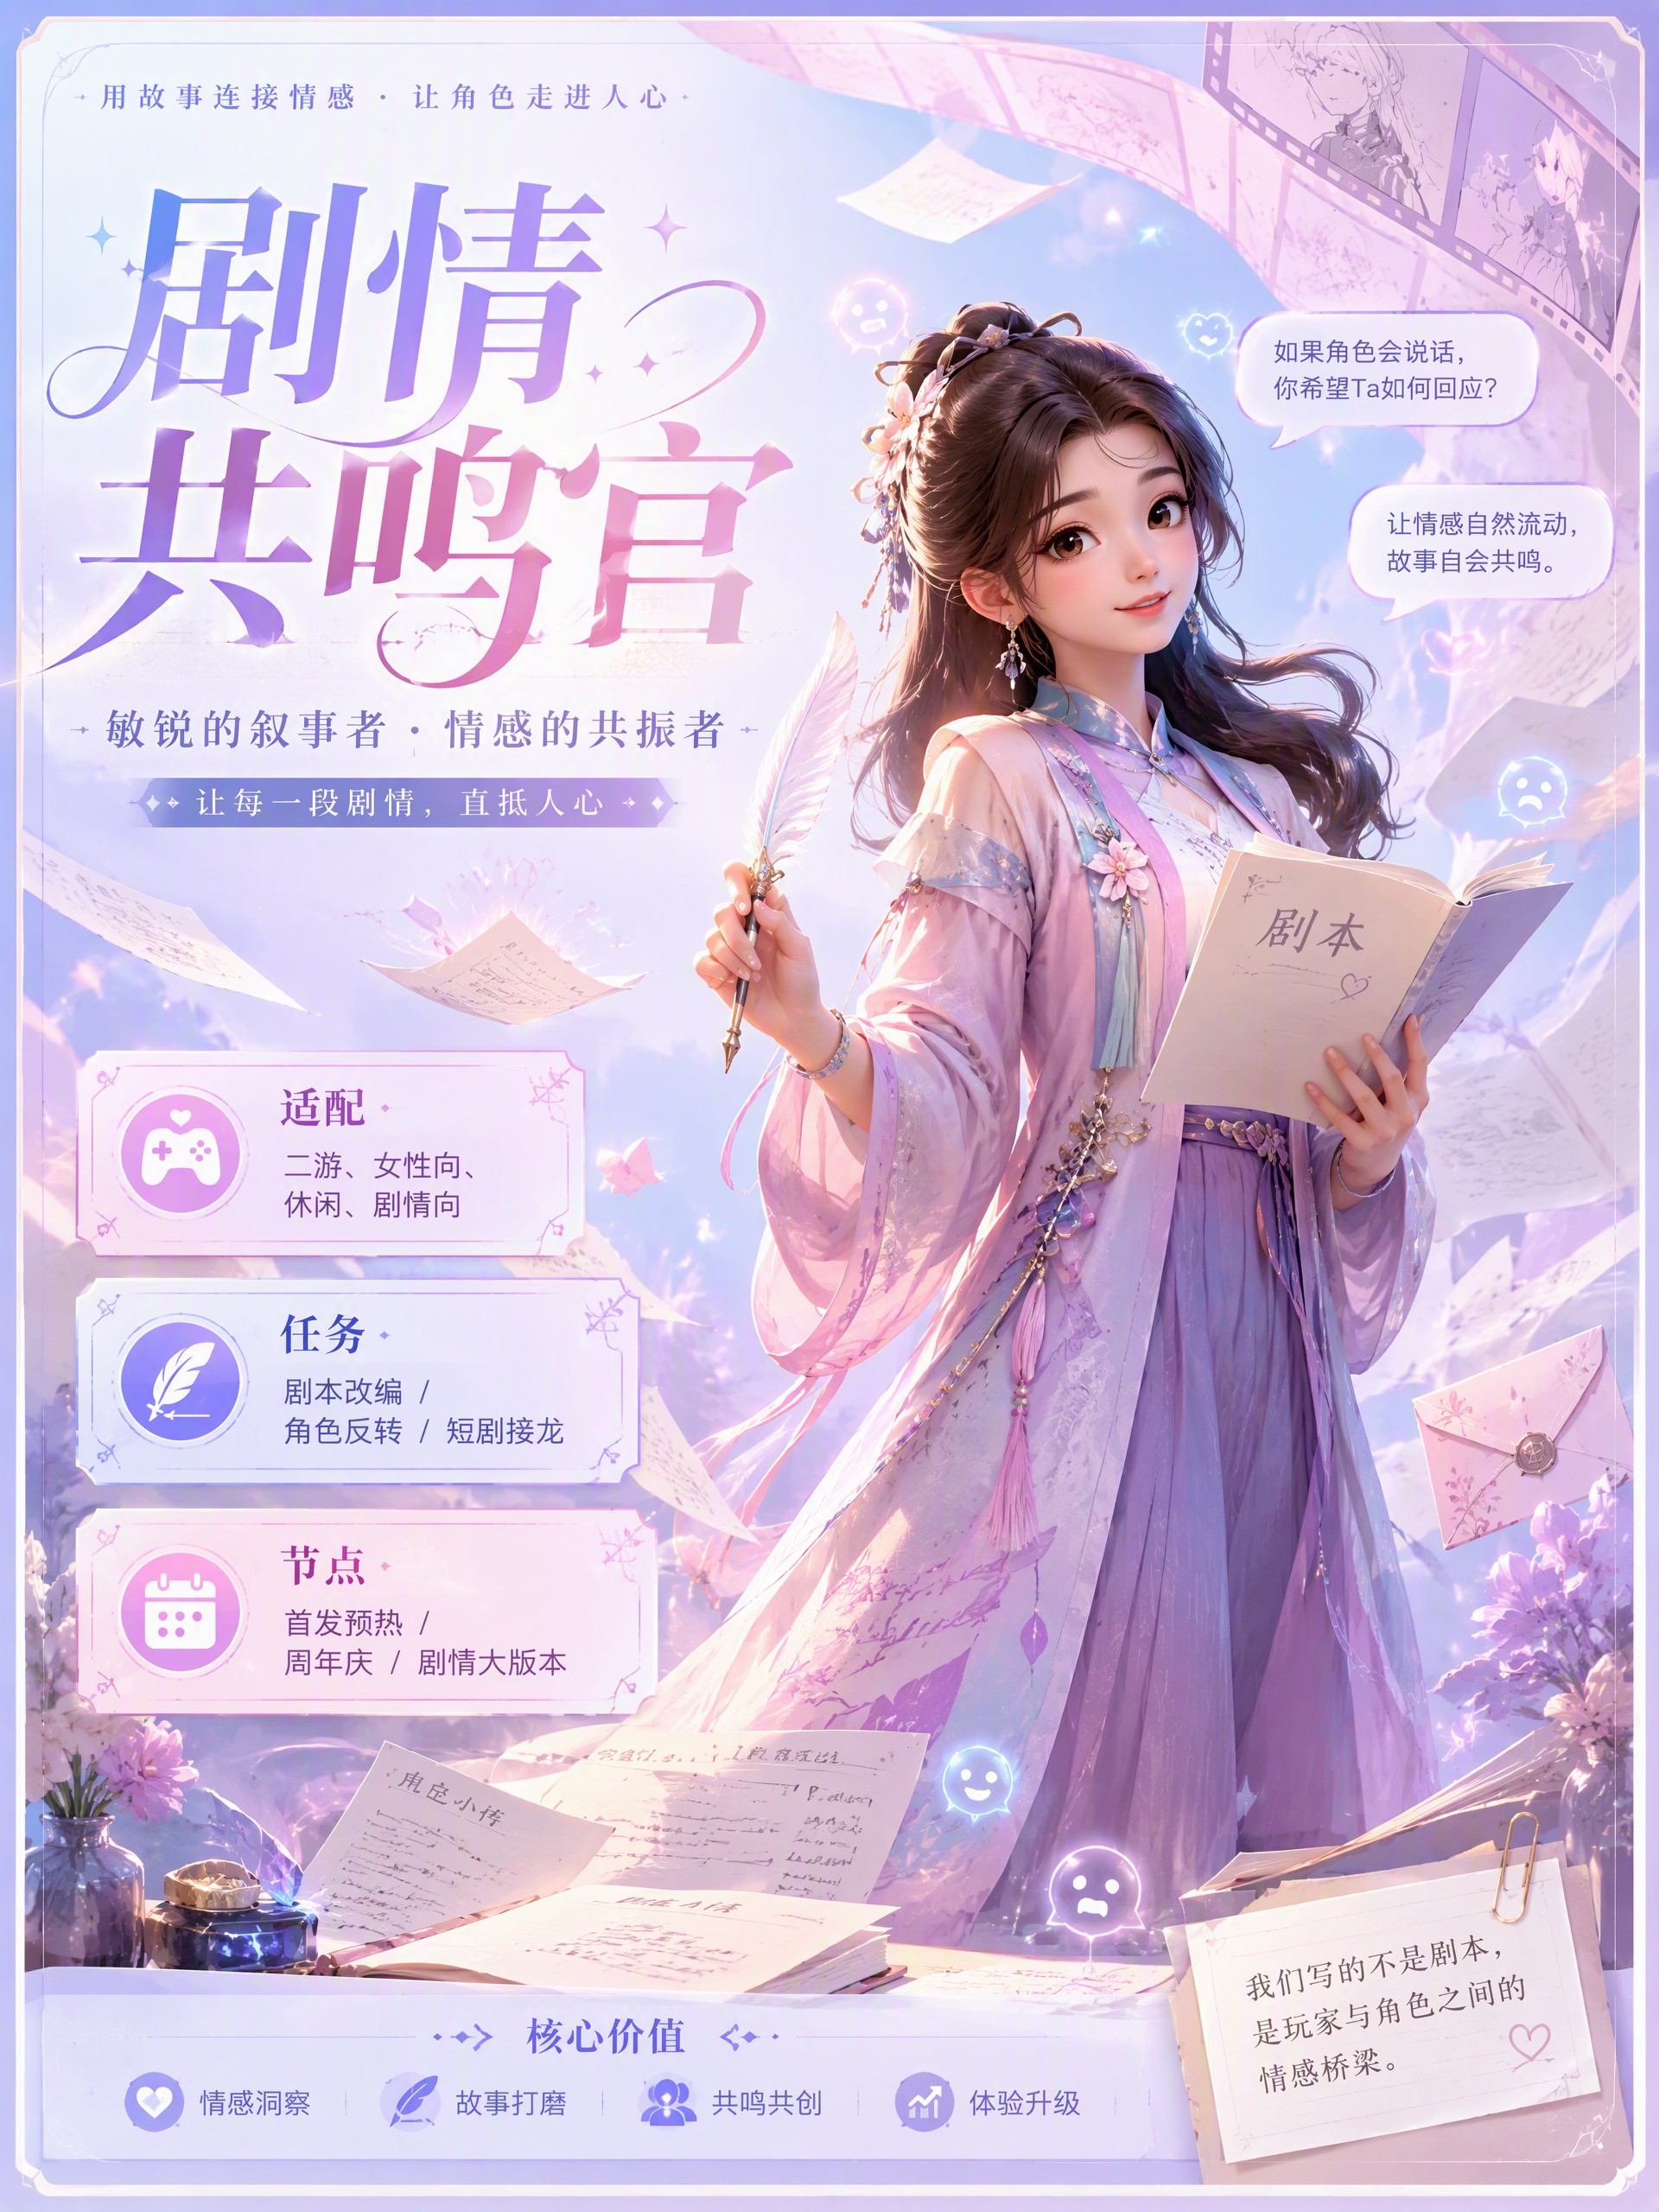 用故事连接情感 · 让角色走进人心
剧情
共鸣官
敏锐的叙事者 · 情感的共振者
让每一段剧情，直抵人心
如果角色会说话，
你希望Ta如何回应？
让情感自然流动，
故事自会共鸣。
剧本
适配
二游、女性向、
休闲、剧情向
任务
剧本改编 /
角色反转 / 短剧接龙
节点
首发预热 /
周年庆 / 剧情大版本
我们写的不是剧本，
是玩家与角色之间的
情感桥梁。
核心价值
情感洞察
故事打磨
共鸣共创
体验升级